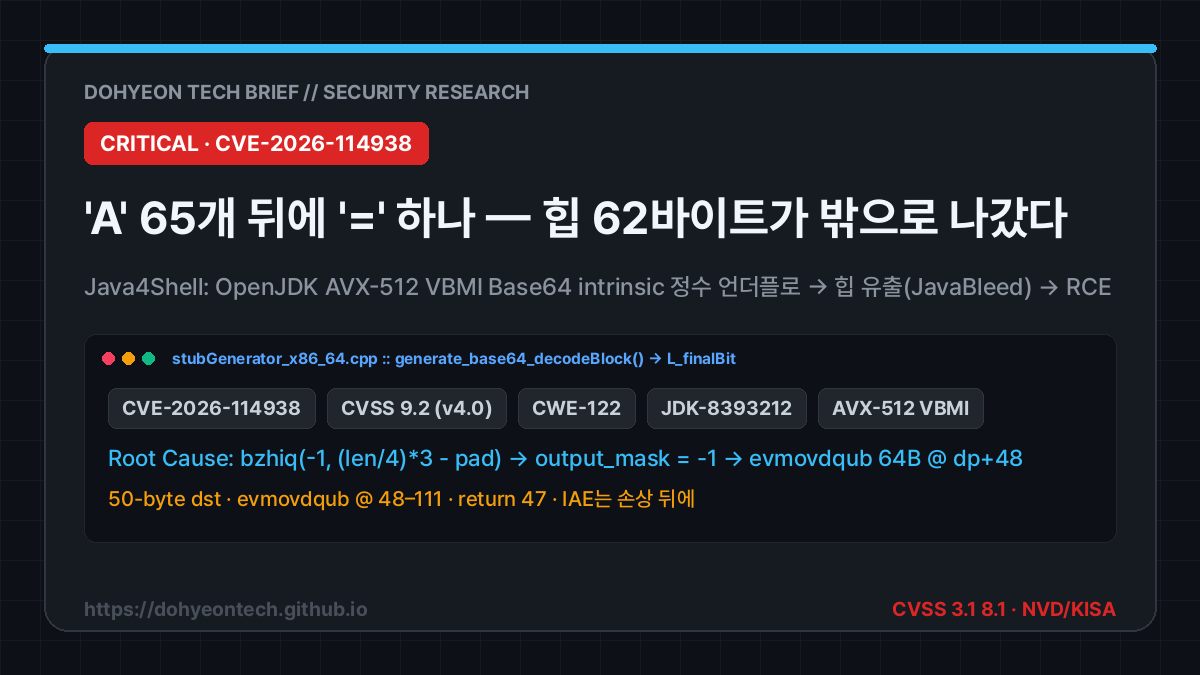 DOHYEON TECH BRIEF // SECURITY RESEARCH
CRITICAL · CVE-2026-114938
'A' 65개 뒤에 '=' 하나 — 힙 62바이트가 밖으로 나갔다
Java4Shell: OpenJDK AVX-512 VBMI Base64 intrinsic 정수 언더플로 → 힙 유출(JavaBleed) → RCE
stubGenerator_x86_64.cpp :: generate_base64_decodeBlock() → L_finalBit
CVE-2026-114938 CVSS 9.2 (v4.0) CWE-122 JDK-8393212 AVX-512 VBMI
Root Cause: bzhiq(-1, (len/4)*3 - pad) → output_mask = -1 → evmovdqub 64B @ dp+48
50-byte dst · evmovdqub @ 48–111 · return 47 · IAE는 손상 뒤에
https://dohyeontech.github.io
CVSS 3.1 8.1 · NVD/KISA